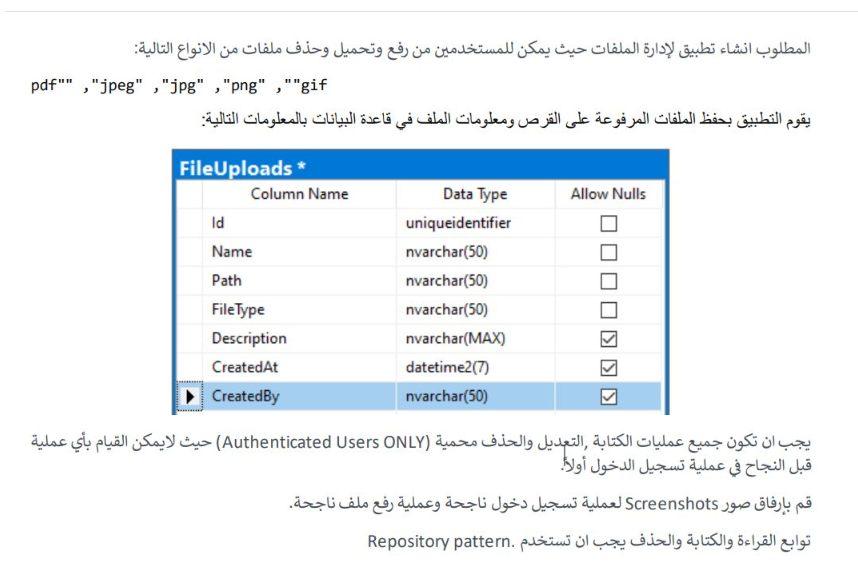 المطلوب انشاء تطبيق لإدارة الملفات حيث يمكن للمستخدمين من رفع وتحميل وحذف ملفات من الانواع التالية:
pdf"" ,"jpeg" ,"jpg" ,"png" ,""gif
يقوم التطبيق بحفظ الملفات المرفوعة على القرص ومعلومات الملف في قاعدة البيانات بالمعلومات التالية:
FileUploads *
Column Name Data Type Allow Nulls
Id uniqueidentifier
Name nvarchar(50)
Path nvarchar(50)
FileType nvarchar(50)
Description nvarchar(MAX)
CreatedAt datetime2(7)
CreatedBy nvarchar(50)
يجب ان تكون جميع عمليات الكتابة ,التعديل والحذف محمية (Authenticated Users ONLY) حيث لايمكن القيام بأي عملية
قبل النجاح في عملية تسجيل الدخول أولاً.
قم بإرفاق صور Screenshots لعملية تسجيل دخول ناجحة وعملية رفع ملف ناجحة.
توابع القراءة والكتابة والحذف يجب ان تستخدم .Repository pattern